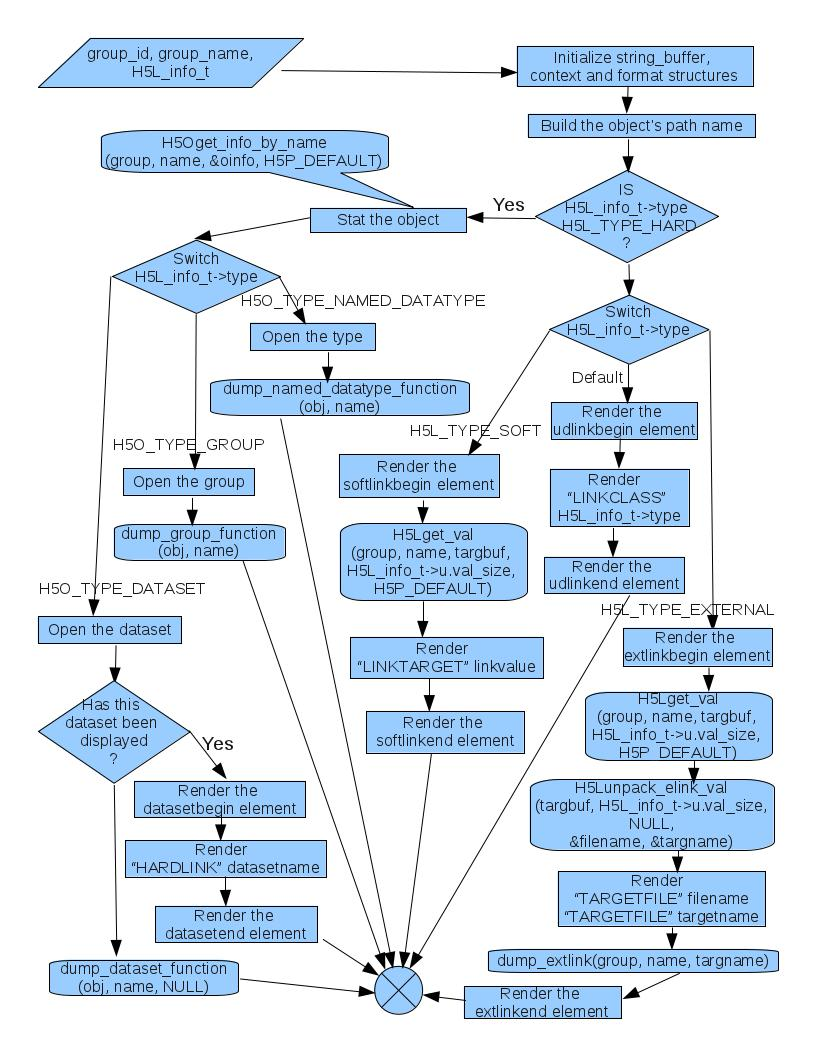 group_id, group_name,
H5L_info_t
Initialize string_buffer,
context and format structures
Build the object's path name
H5Oget_info_by_name
(group, name, &oinfo, H5P_DEFAULT)
IS
H5L_info_t->type
H5L_TYPE_HARD
?
Yes
Stat the object
Switch
H5L_info_t->type
H5O_TYPE_NAMED_DATATYPE
Open the type
dump_named_datatype_function
(obj, name)
H5O_TYPE_GROUP
Open the group
dump_group_function
(obj, name)
H5O_TYPE_DATASET
Open the dataset
Has this
dataset been
displayed
?
Yes
Render the
datasetbegin element
Render
“HARDLINK” datasetname
Render the
datasetend element
dump_dataset_function
(obj, name, NULL)
Switch
H5L_info_t->type
Default
Render the
udlinkbegin element
Render
“LINKCLASS”
H5L_info_t->type
Render the
udlinkend element
H5L_TYPE_SOFT
Render the
softlinkbegin element
H5Lget_val
(group, name, targbuf,
H5L_info_t->u.val_size,
H5P_DEFAULT)
Render
“LINKTARGET” linkvalue
Render the
softlinkend element
H5L_TYPE_EXTERNAL
Render the
extlinkbegin element
H5Lget_val
(group, name, targbuf,
H5L_info_t->u.val_size,
H5P_DEFAULT)
H5Lunpack_elink_val
(targbuf, H5L_info_t->u.val_size,
NULL,
&filename, &targname)
Render
“TARGETFILE” filename
“TARGETFILE” targetname
dump_extlink(group, name, targname)
Render the
extlinkend element